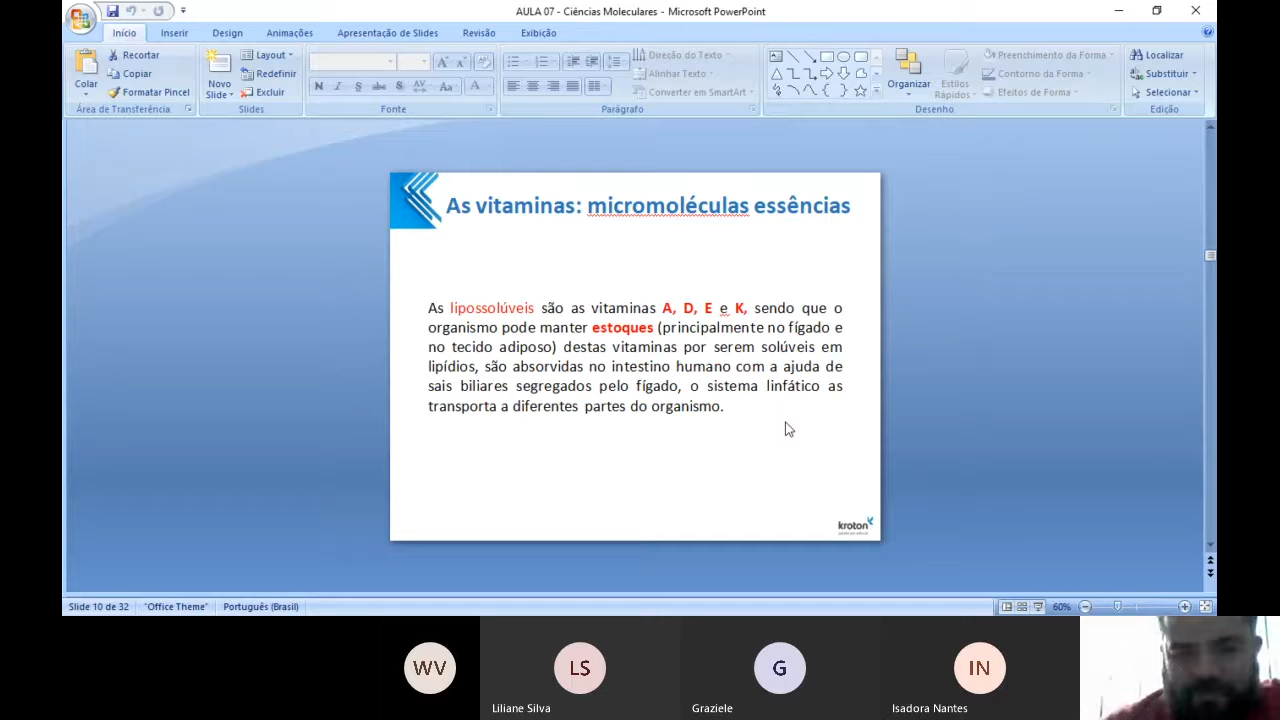 AULA 07 - Ciências Moleculares - Microsoft PowerPoint
Início Inserir Design Animações Apresentação de Slides Revisão Exibição
Recortar Layout Direção do Texto Preenchimento da Forma Localizar
Copiar Redefinir Alinhar Texto Contorno da Forma Substituir
Colar Formatar Pincel Novo Slide Excluir Converter em SmartArt Organizar Estilos Rápidos Efeitos de Forma Selecionar
Área de Transferência Slides Fonte Parágrafo Desenho Edição
As vitaminas: micromoléculas essências
As lipossolúveis são as vitaminas A, D, E e K, sendo que o
organismo pode manter estoques (principalmente no fígado e
no tecido adiposo) destas vitaminas por serem solúveis em
lipídios, são absorvidas no intestino humano com a ajuda de
sais biliares segregados pelo fígado, o sistema linfático as
transporta a diferentes partes do organismo.
kroton
Slide 10 de 32 "Office Theme" Português (Brasil) 60%
WV LS G IN
Liliane Silva Graziele Isadora Nantes